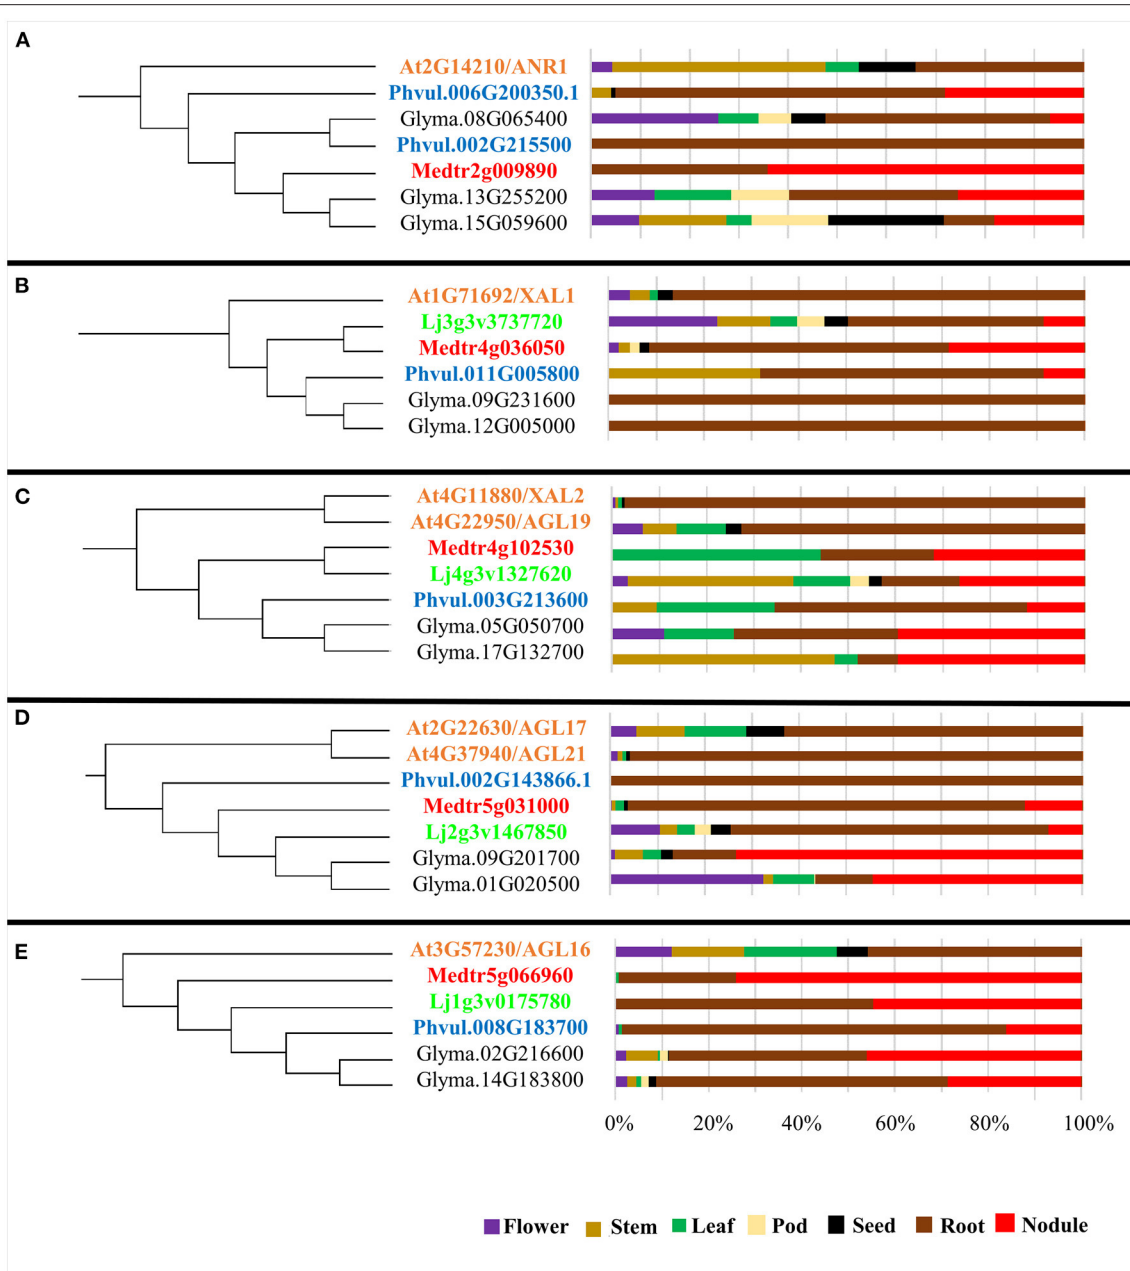 A
At2G14210/ANR1
Phvul.006G200350.1
Glyma.08G065400
Phvul.002G215500
Medtr2g009890
Glyma.13G255200
Glyma.15G059600
B
At1G71692/XAL1
Lj3g3v3737720
Medtr4g036050
Phvul.011G005800
Glyma.09G231600
Glyma.12G005000
C
At4G11880/XAL2
At4G22950/AGL19
Medtr4g102530
Lj4g3v1327620
Phvul.003G213600
Glyma.05G050700
Glyma.17G132700
D
At2G22630/AGL17
At4G37940/AGL21
Phvul.002G143866.1
Medtr5g031000
Lj2g3v1467850
Glyma.09G201700
Glyma.01G020500
E
At3G57230/AGL16
Medtr5g066960
Lj1g3v0175780
Phvul.008G183700
Glyma.02G216600
Glyma.14G183800
0% 20% 40% 60% 80% 100%
Flower Stem Leaf Pod Seed Root Nodule